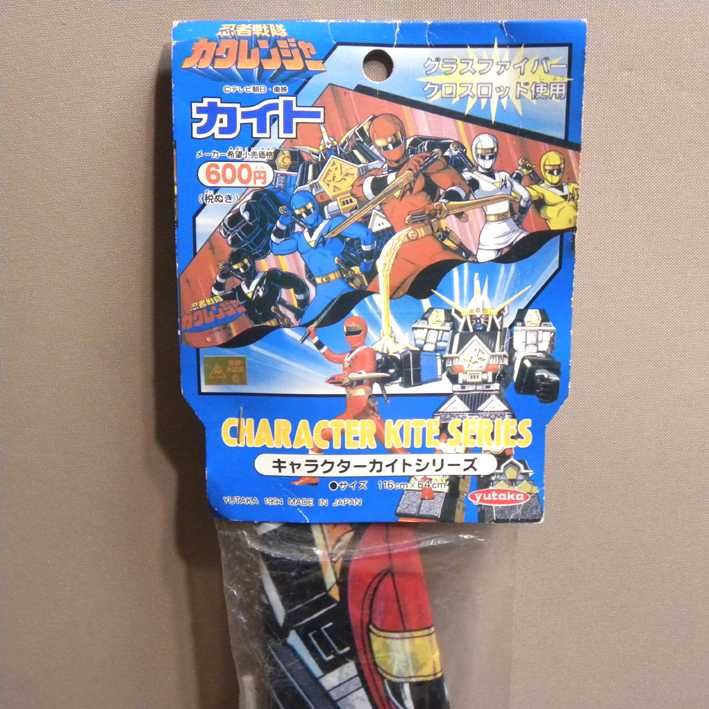 忍者戦隊
カクレンジャー
©テレビ朝日・東映
カイト
グラスファイバー
クロスロッド使用
メーカー希望小売価格
600円
(税ぬき)
忍者戦隊
カクレンジャー
CHARACTER KITE SERIES
キャラクターカイトシリーズ
●サイズ 116cm×64cm
YUTAKA 1994 MADE IN JAPAN
yutaka